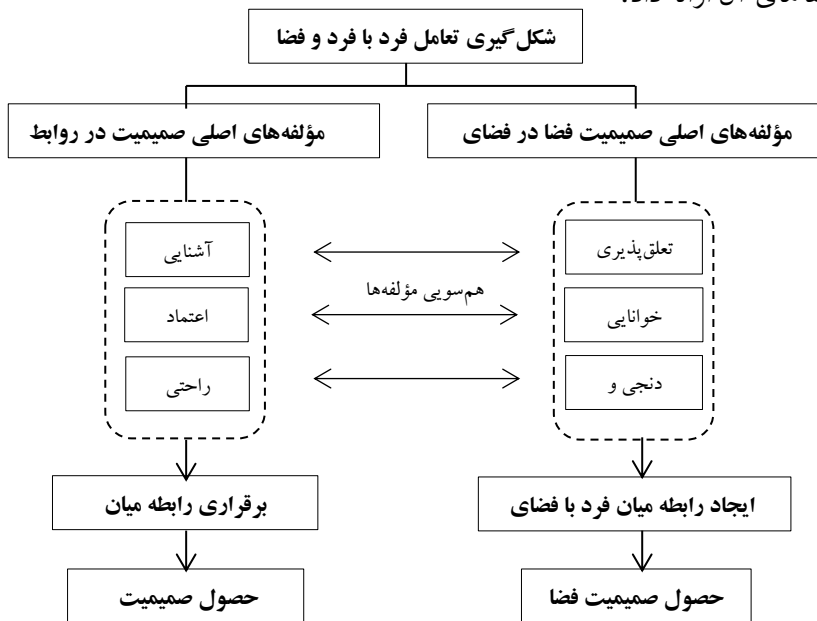 شکل‌گیری تعامل فرد با فرد و فضا
مؤلفه‌های اصلی صمیمیت فضا در فضای
مؤلفه‌های اصلی صمیمیت در روابط
تعلق‌پذیری
آشنایی
هم‌سویی مؤلفه‌ها
خوانایی
اعتماد
دنجی و
راحتی
ایجاد رابطه میان فرد با فضای
برقراری رابطه میان
حصول صمیمیت فضا
حصول صمیمیت